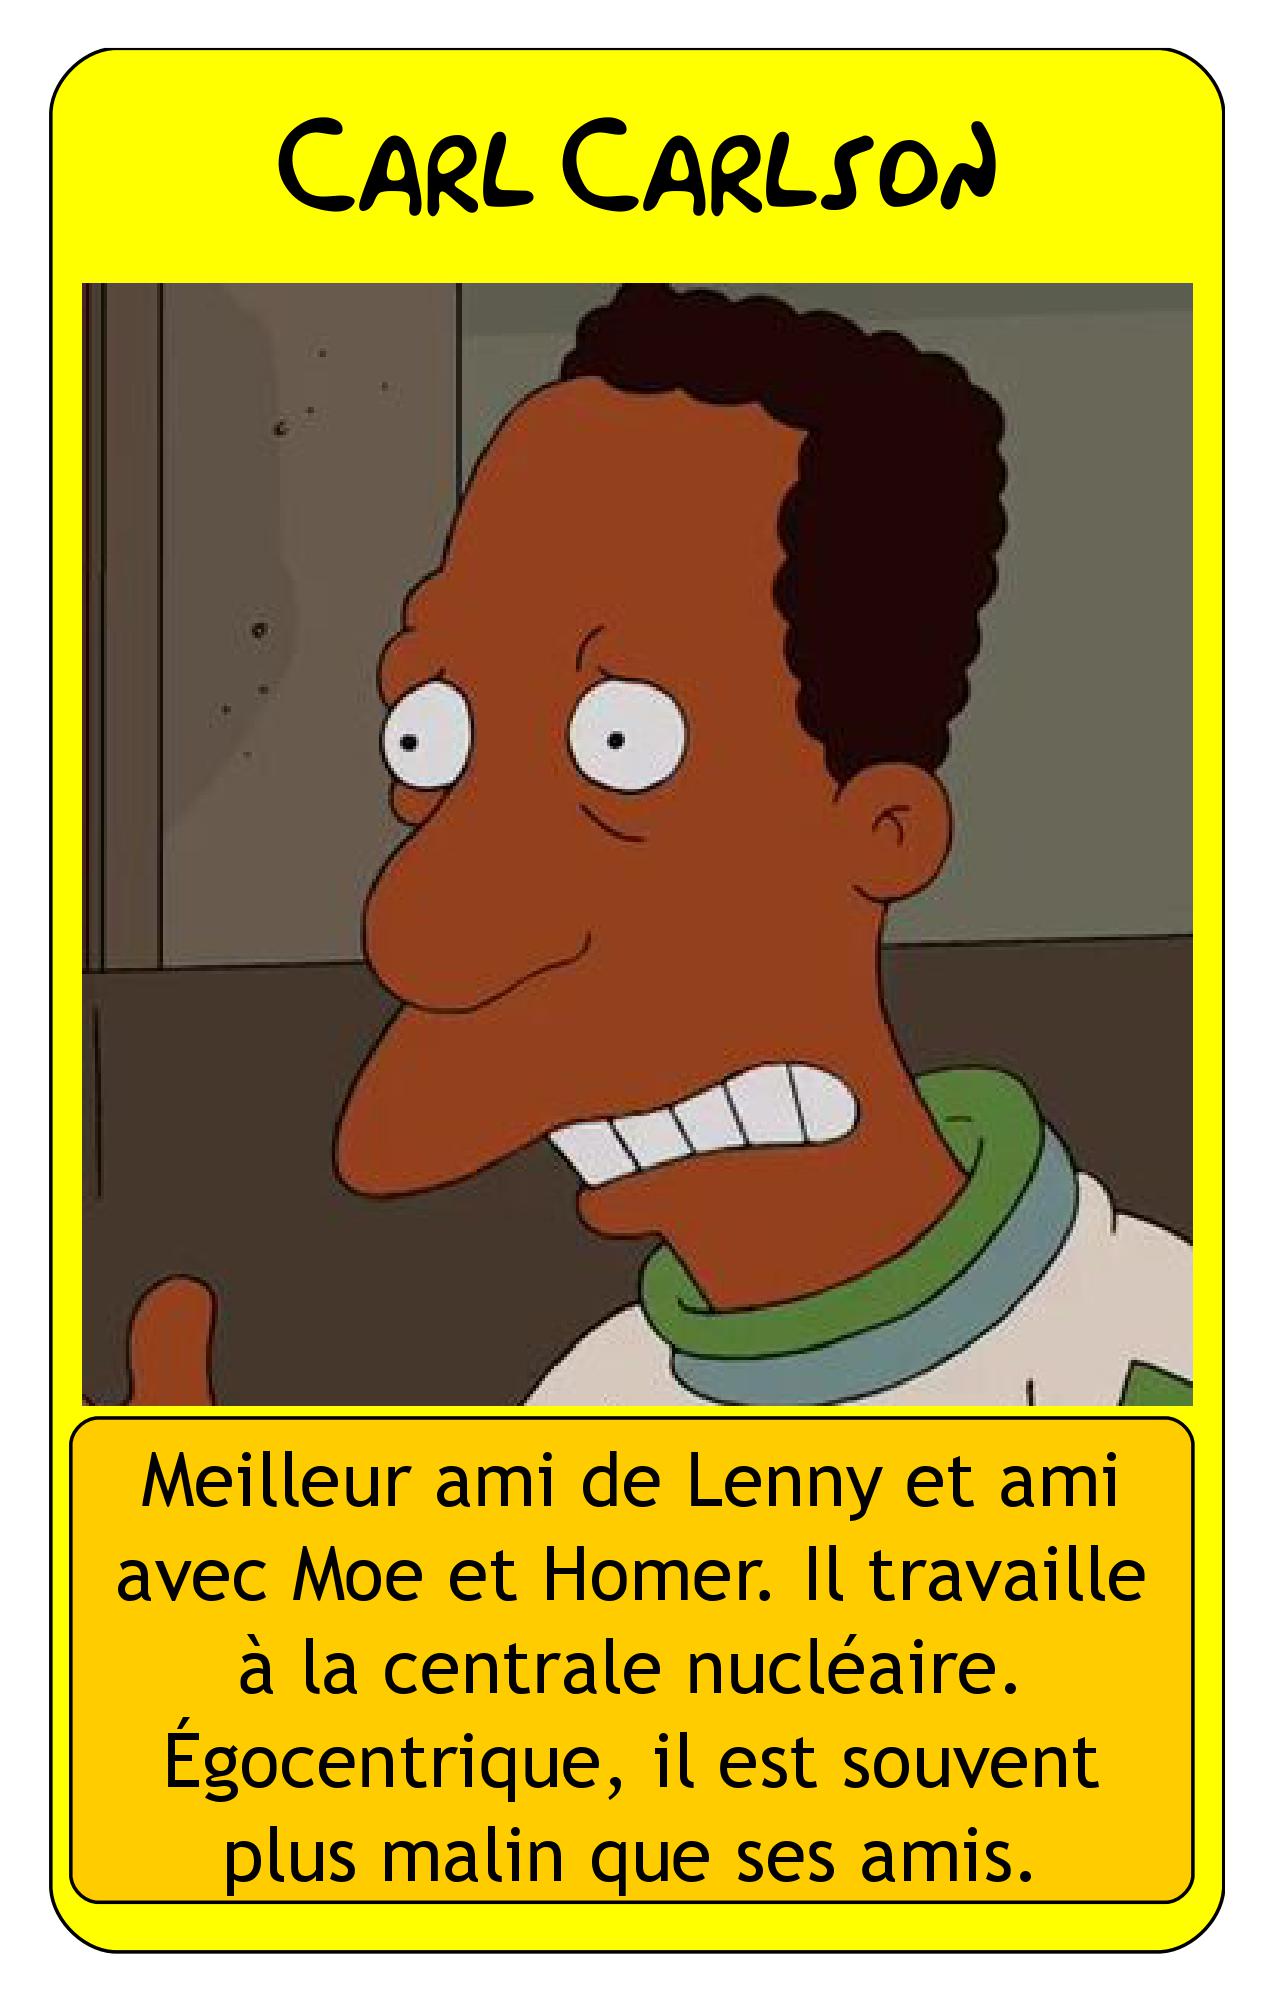 CARL CARLSON
Meilleur ami de Lenny et ami
avec Moe et Homer. Il travaille
à la centrale nucléaire.
Égocentrique, il est souvent
plus malin que ses amis.